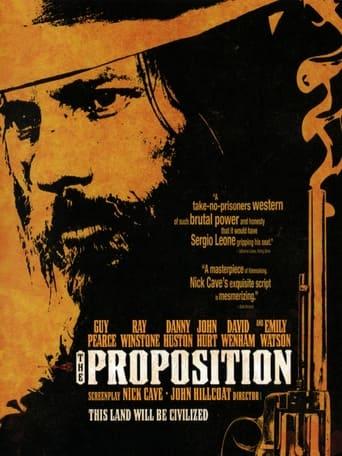 "A
take-no-prisoners western
of such brutal power and honesty
that it would have
Sergio Leone gripping his seat."
"A masterpiece of filmmaking.
Nick Cave's exquisite script
is mesmerizing."
GUY RAY DANNY JOHN DAVID AND EMILY
PEARCE WINSTONE HUSTON HURT WENHAM WATSON
THE PROPOSITION
SCREENPLAY NICK CAVE · JOHN HILLCOAT DIRECTOR
THIS LAND WILL BE CIVILIZED